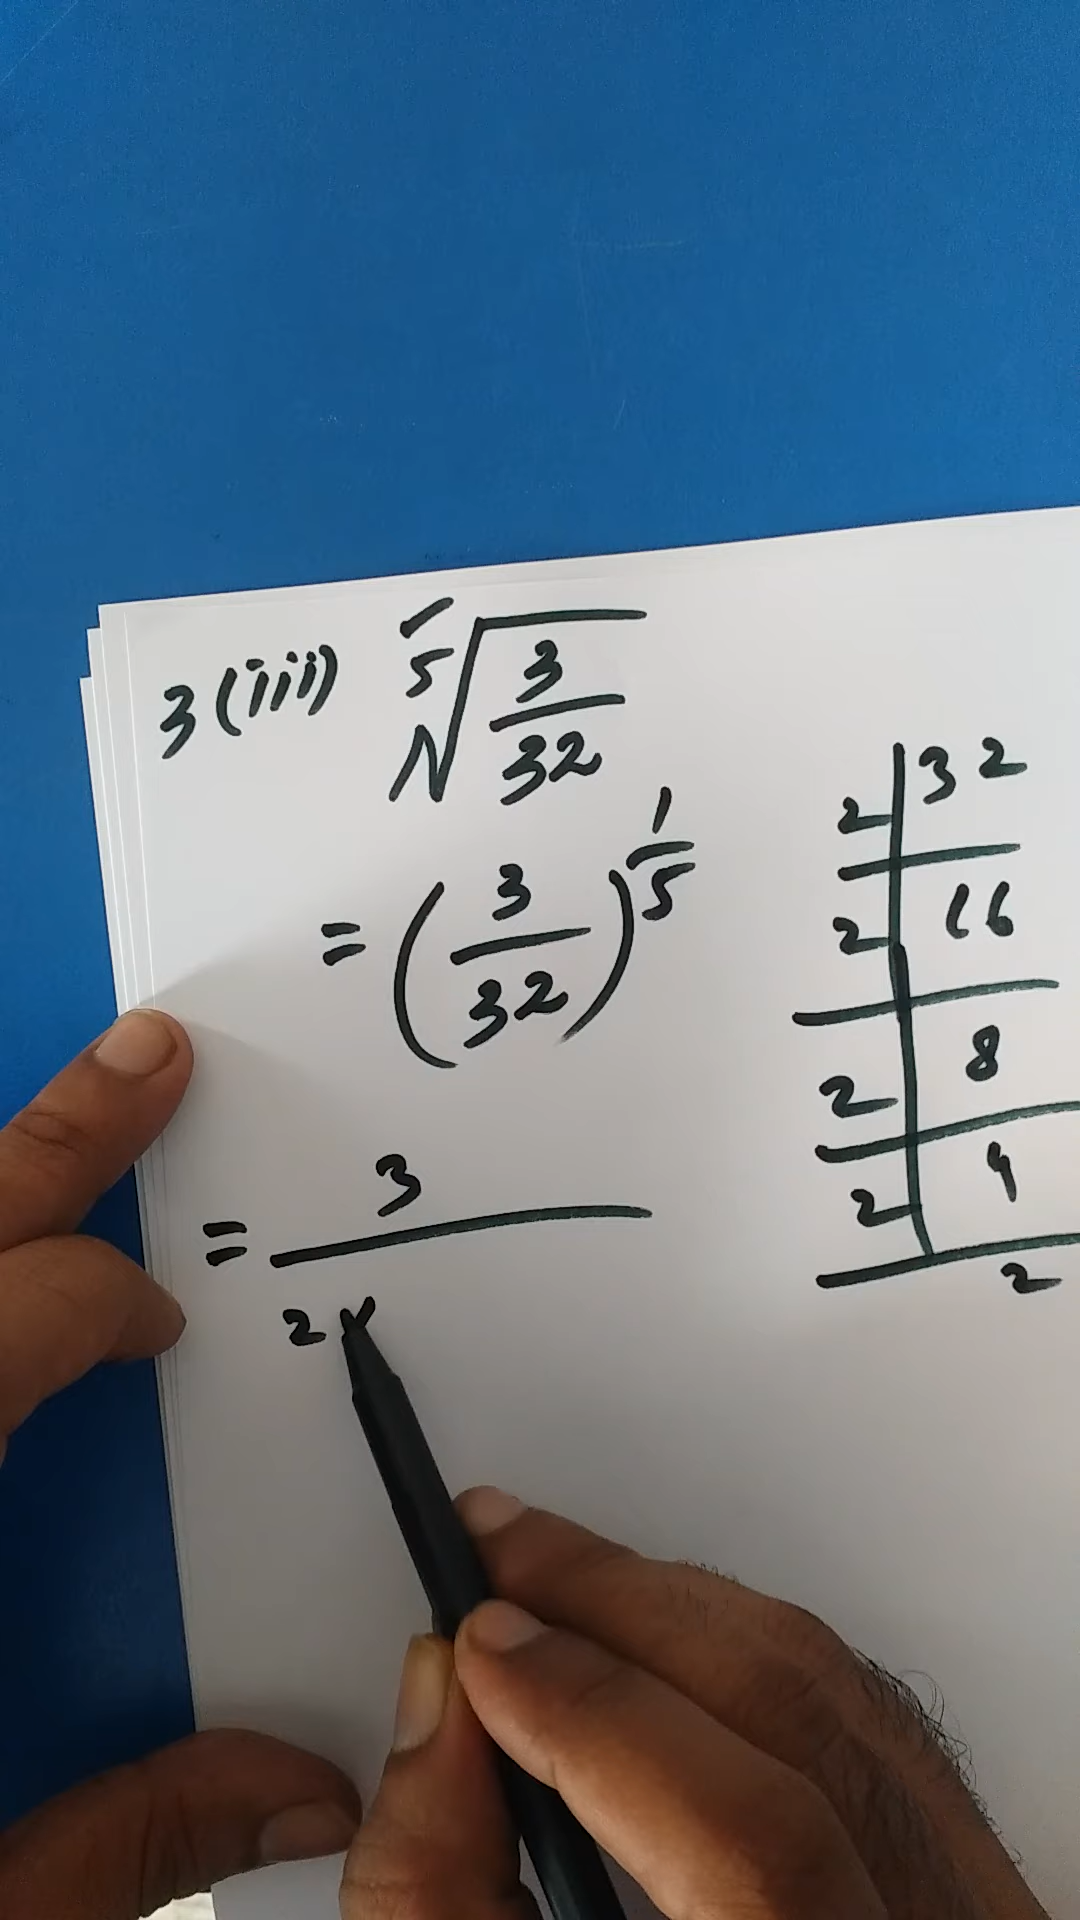 3(iii) ⁵√(3/32)
= (3/32)^(1/5)
= 3
2 ×
2 | 32
2 | 16
2 | 8
2 | 4
2